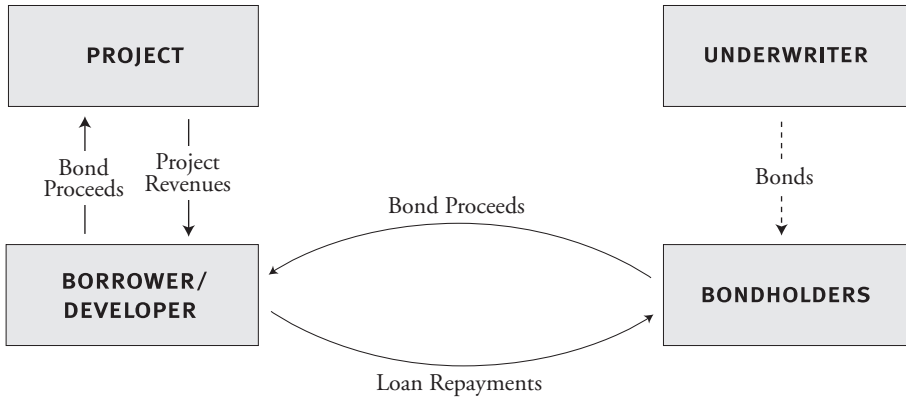 PROJECT
UNDERWRITER
Bond
Proceeds
Project
Revenues
Bonds
Bond Proceeds
BORROWER/
DEVELOPER
BONDHOLDERS
Loan Repayments